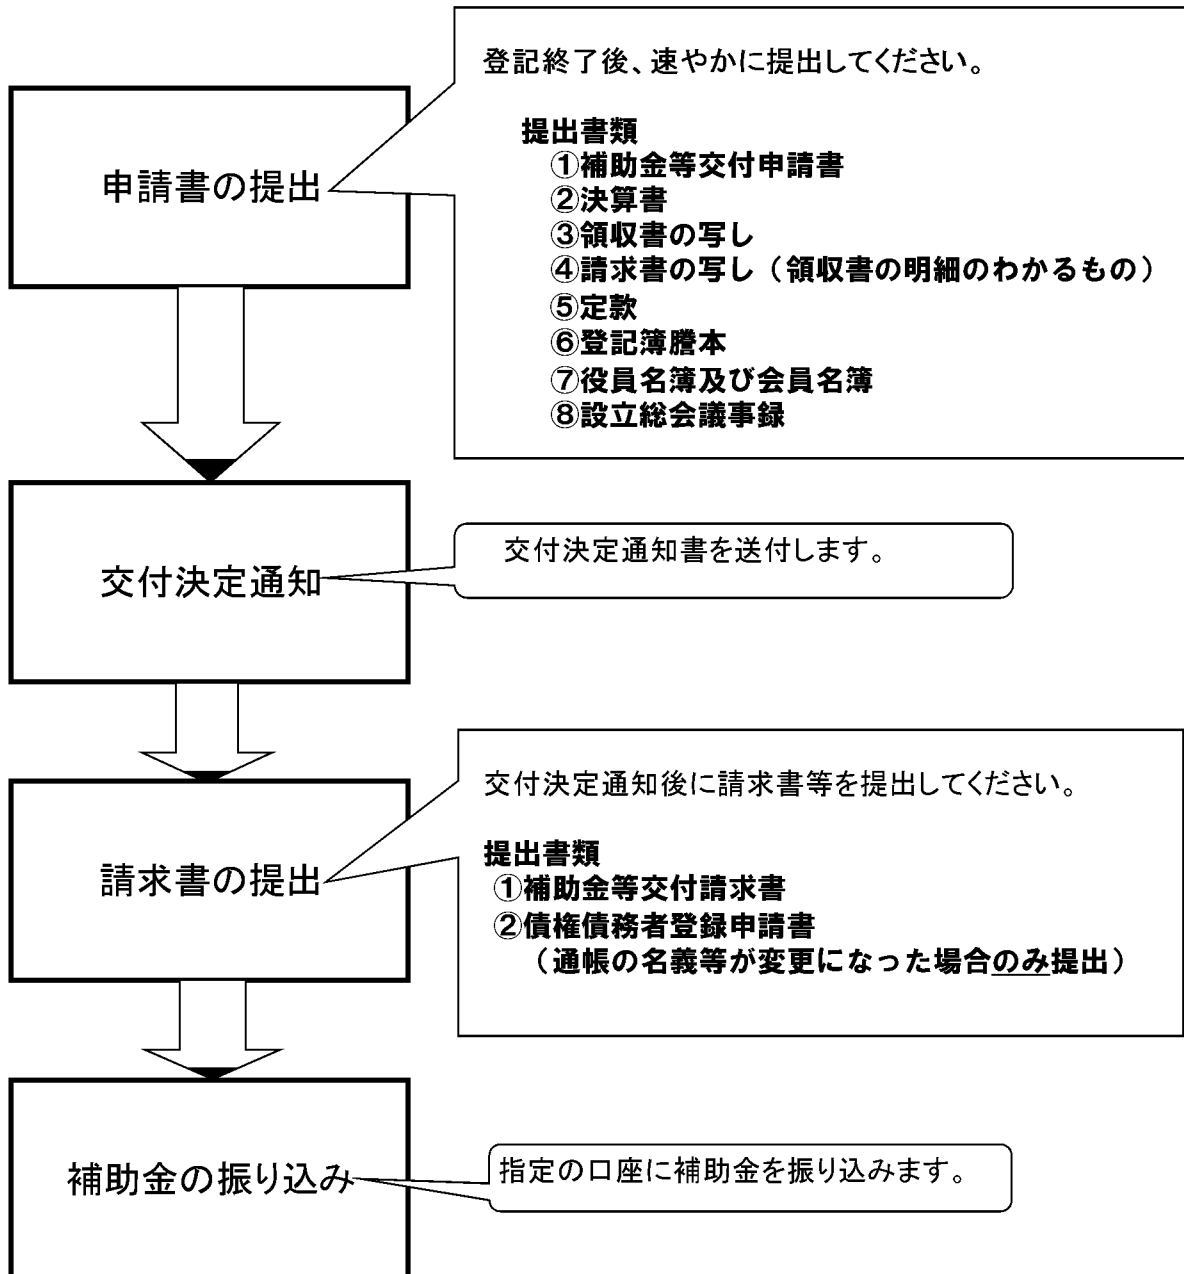 申請書の提出
登記終了後、速やかに提出してください。
提出書類
①補助金等交付申請書
②決算書
③領収書の写し
④請求書の写し（領収書の明細のわかるもの）
⑤定款
⑥登記簿謄本
⑦役員名簿及び会員名簿
⑧設立総会議事録
交付決定通知
交付決定通知書を送付します。
請求書の提出
交付決定通知後に請求書等を提出してください。
提出書類
①補助金等交付請求書
②債権債務者登録申請書
（通帳の名義等が変更になった場合のみ提出）
補助金の振り込み
指定の口座に補助金を振り込みます。